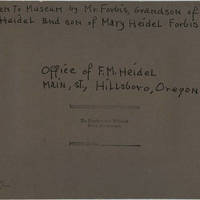 en To Museum by Mr Forbis, Grandson of
Heidel and son of Mary Heidel Forbis
Office of F.M. Heidel
Main, st, Hillsboro, Oregon